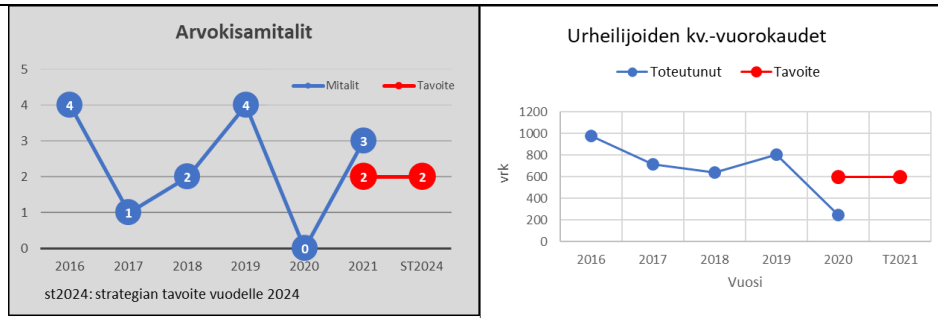 Arvokisamitalit
Mitalit
Tavoite
5
4
3
2
1
0
4
1
2
4
0
3
2
2
2016 2017 2018 2019 2020 2021 ST2024
st2024: strategian tavoite vuodelle 2024
Urheilijoiden kv.-vuorokaudet
Toteutunut
Tavoite
vrk
1200
1000
800
600
400
200
0
2016 2017 2018 2019 2020 T2021
Vuosi